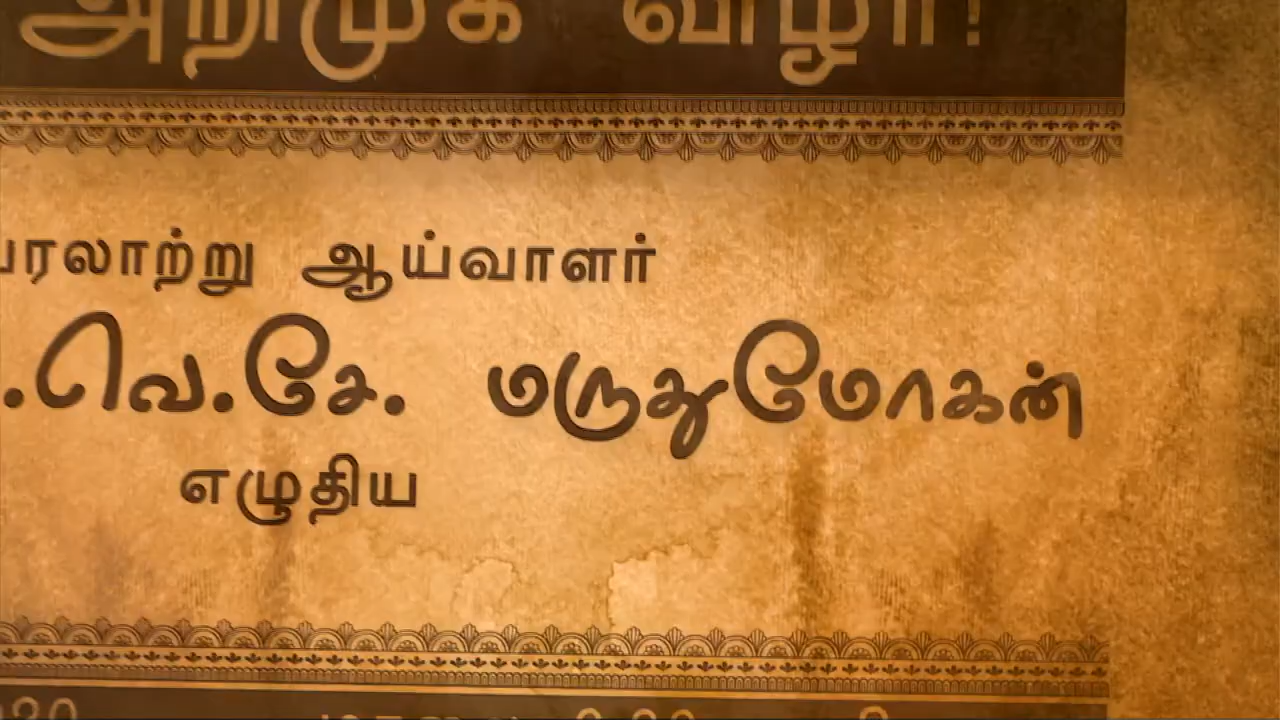 அறிமுக விழா!
வரலாற்று ஆய்வாளர்
.வெ.சே. மருதுமோகன்
எழுதிய